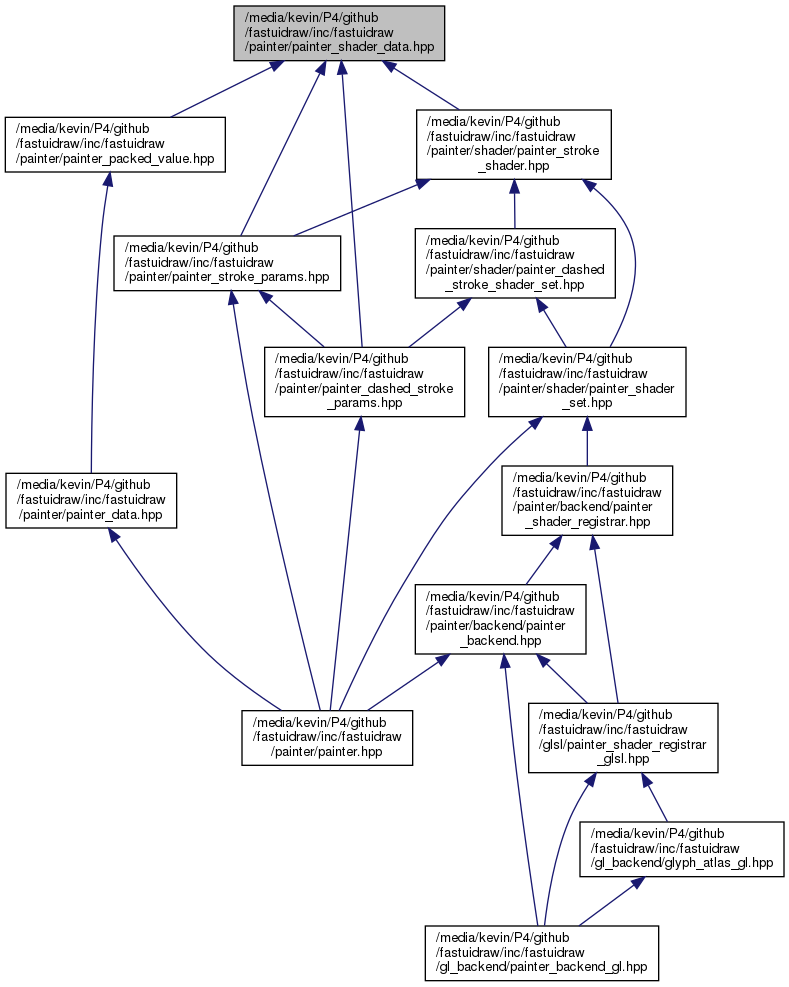 /media/kevin/P4/github
/fastuidraw/inc/fastuidraw
/painter/painter_shader_data.hpp
/media/kevin/P4/github
/fastuidraw/inc/fastuidraw
/painter/painter_packed_value.hpp
/media/kevin/P4/github
/fastuidraw/inc/fastuidraw
/painter/shader/painter_stroke
_shader.hpp
/media/kevin/P4/github
/fastuidraw/inc/fastuidraw
/painter/painter_stroke_params.hpp
/media/kevin/P4/github
/fastuidraw/inc/fastuidraw
/painter/shader/painter_dashed
_stroke_shader_set.hpp
/media/kevin/P4/github
/fastuidraw/inc/fastuidraw
/painter/painter_dashed_stroke
_params.hpp
/media/kevin/P4/github
/fastuidraw/inc/fastuidraw
/painter/shader/painter_shader
_set.hpp
/media/kevin/P4/github
/fastuidraw/inc/fastuidraw
/painter/painter_data.hpp
/media/kevin/P4/github
/fastuidraw/inc/fastuidraw
/painter/backend/painter
_shader_registrar.hpp
/media/kevin/P4/github
/fastuidraw/inc/fastuidraw
/painter/backend/painter
_backend.hpp
/media/kevin/P4/github
/fastuidraw/inc/fastuidraw
/painter/painter.hpp
/media/kevin/P4/github
/fastuidraw/inc/fastuidraw
/glsl/painter_shader_registrar
_glsl.hpp
/media/kevin/P4/github
/fastuidraw/inc/fastuidraw
/gl_backend/glyph_atlas_gl.hpp
/media/kevin/P4/github
/fastuidraw/inc/fastuidraw
/gl_backend/painter_backend_gl.hpp